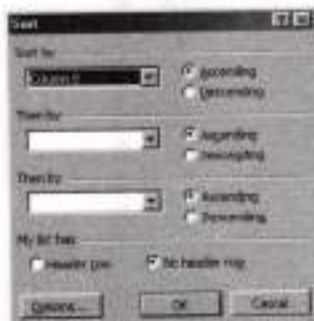 Sort
Sort by
Ascending
Descending
Then by
Ascending
Descending
Then by
Ascending
Descending
My list has
Header row No header row
Options... OK Cancel